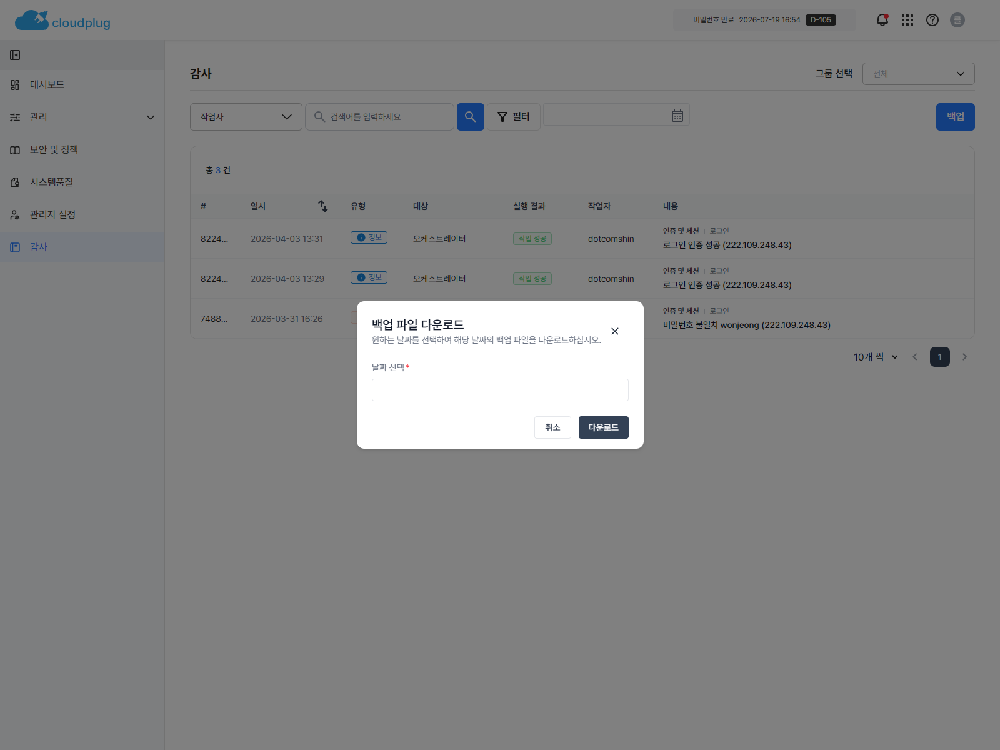 cloudplug
비밀번호 만료 2026-07-19 16:54 D-105
클
대시보드
관리
보안 및 정책
시스템품질
관리자 설정
감사
감사
그룹 선택 전체
작업자
검색어를 입력하세요
필터
백업
총 3 건
# 일시 유형 대상 실행 결과 작업자 내용
인증 및 세션 로그인
8224... 2026-04-03 13:31 정보 오케스트레이터 작업 성공 dotcomshin
로그인 인증 성공 (222.109.248.43)
인증 및 세션 로그인
8224... 2026-04-03 13:29 정보 오케스트레이터 작업 성공 dotcomshin
로그인 인증 성공 (222.109.248.43)
인증 및 세션 로그인
7488... 2026-03-31 16:26
비밀번호 불일치 wonjeong (222.109.248.43)
10개 씩 1
백업 파일 다운로드
원하는 날짜를 선택하여 해당 날짜의 백업 파일을 다운로드하십시오.
날짜 선택*
취소
다운로드